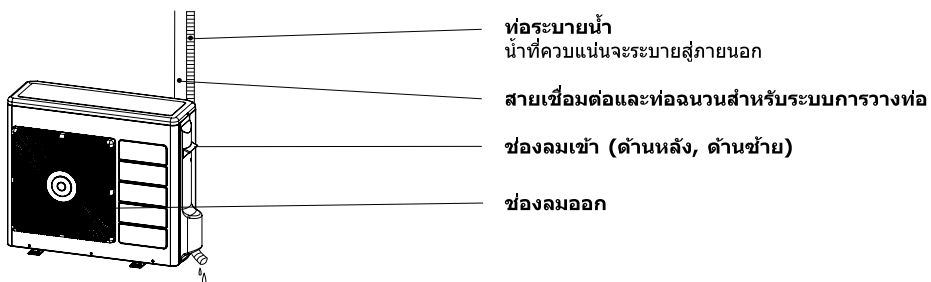 ท่อระบายน้ำ
น้ำที่ควบแน่นจะระบายสู่ภายนอก
สายเชื่อมต่อและท่อฉนวนสำหรับระบบการวางท่อ
ช่องลมเข้า (ด้านหลัง, ด้านซ้าย)
ช่องลมออก